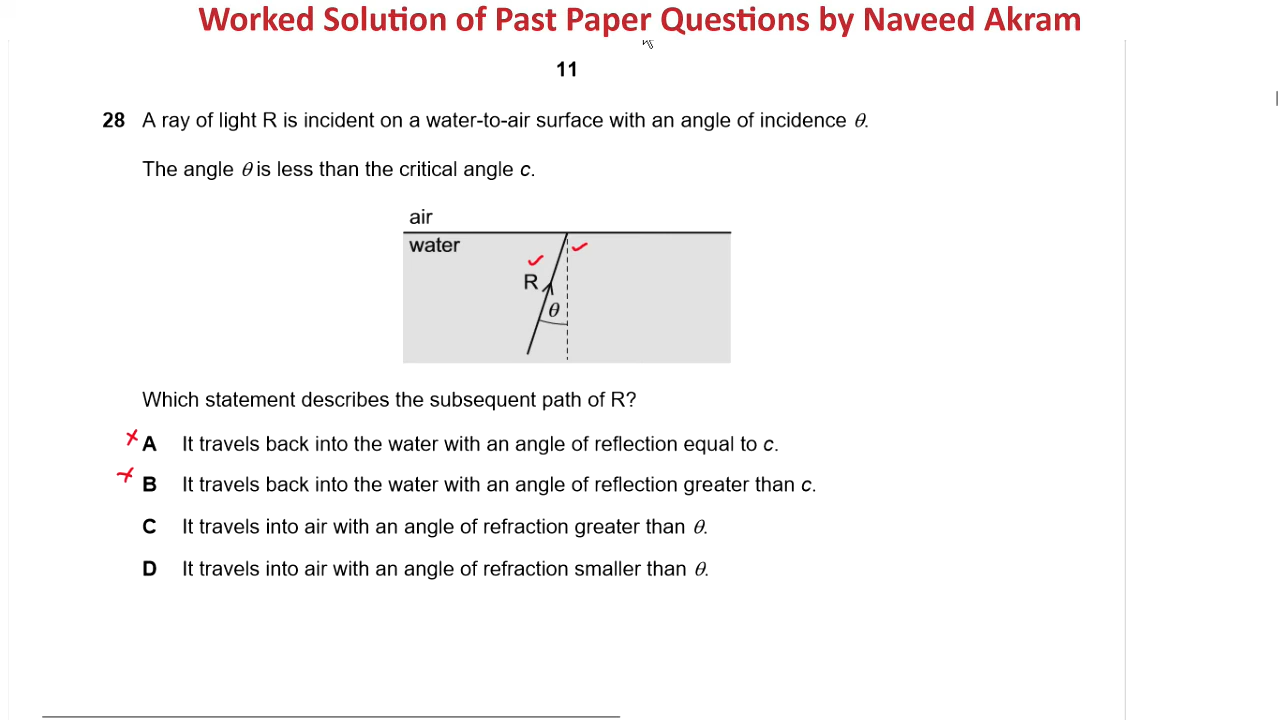 Worked Solution of Past Paper Questions by Naveed Akram
11
28 A ray of light R is incident on a water-to-air surface with an angle of incidence θ.
The angle θ is less than the critical angle c.
air
water
R
θ
Which statement describes the subsequent path of R?
A It travels back into the water with an angle of reflection equal to c.
B It travels back into the water with an angle of reflection greater than c.
C It travels into air with an angle of refraction greater than θ.
D It travels into air with an angle of refraction smaller than θ.